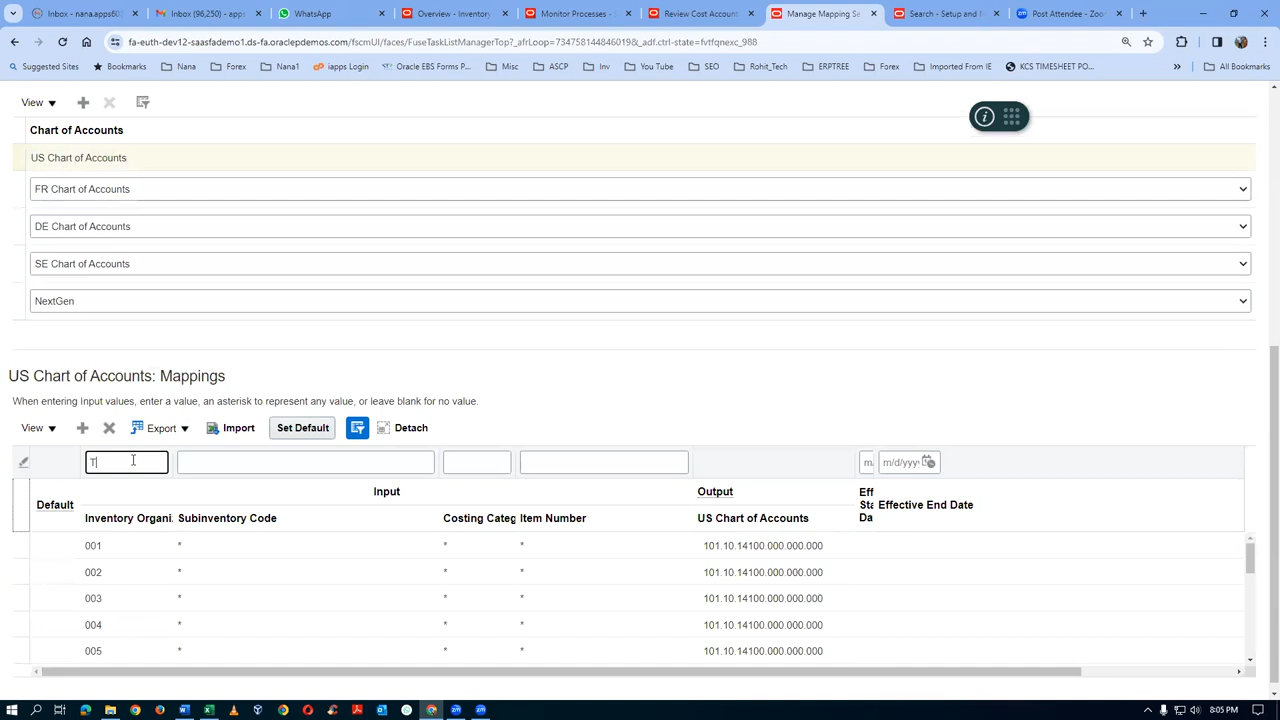 Inbox - nana.apps60
Inbox (96,250) - apps
WhatsApp
Overview - Inventory
Monitor Processes - S
Review Cost Account
Manage Mapping Se
Search - Setup and M
Post Attendee - Zoo
fa-euth-dev12-saasfademo1.ds-fa.oraclepdemos.com/fscmUI/faces/FuseTaskListManagerTop?_afrLoop=734758144846019&_adf.ctrl-state=fvtfqnexc_988
Suggested Sites Bookmarks Nana Forex Nana1 iapps Login Oracle EBS Forms P... Misc ASCP Inv You Tube SEO Rohit_Tech ERPTREE Forex Imported From IE KCS TIMESHEET PO... » All Bookmarks
View
Chart of Accounts
US Chart of Accounts
FR Chart of Accounts
DE Chart of Accounts
SE Chart of Accounts
NextGen
US Chart of Accounts: Mappings
When entering Input values, enter a value, an asterisk to represent any value, or leave blank for no value.
View Export Import Set Default Detach
T m m/d/yyyy
Default Input Output Eff Sta Da Effective End Date
Inventory Organi: Subinventory Code Costing Categ Item Number US Chart of Accounts
001 * * * 101.10.14100.000.000.000
002 * * * 101.10.14100.000.000.000
003 * * * 101.10.14100.000.000.000
004 * * * 101.10.14100.000.000.000
005 * * * 101.10.14100.000.000.000
8:05 PM